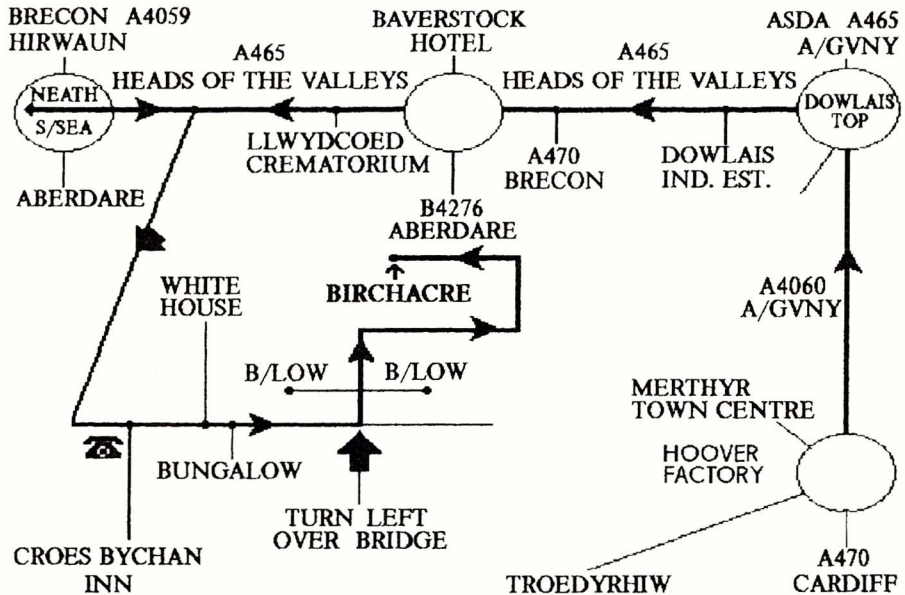 BRECON A4059
HIRWAUN
BAVERSTOCK
HOTEL
ASDA A465
A/GVNY
A465
HEADS OF THE VALLEYS
A465
HEADS OF THE VALLEYS
NEATH
S/SEA
DOWLAIS
TOP
LLWYDCOED
CREMATORIUM
A470
BRECON
DOWLAIS
IND. EST.
ABERDARE
B4276
ABERDARE
WHITE
HOUSE
BIRCHACRE
A4060
A/GVNY
B/LOW
B/LOW
MERTHYR
TOWN CENTRE
HOOVER
FACTORY
BUNGALOW
TURN LEFT
OVER BRIDGE
CROES BYCHAN
INN
TROEDYRHIW
A470
CARDIFF